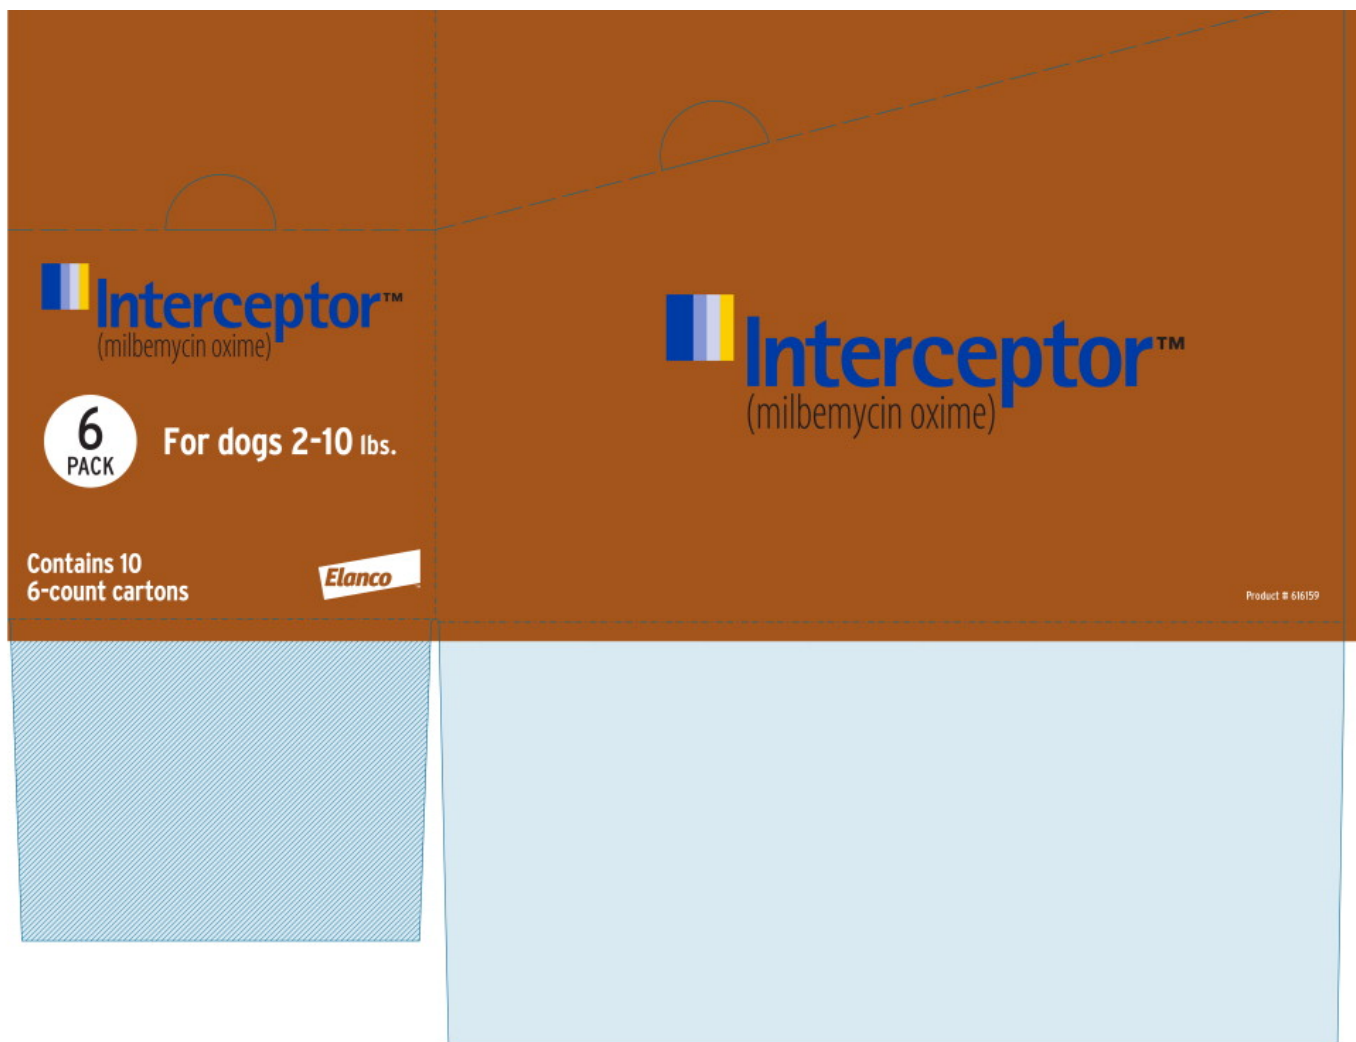 Interceptor™
(milbemycin oxime)
6
PACK
For dogs 2-10 lbs.
Contains 10
6-count cartons
Elanco™
Interceptor™
(milbemycin oxime)
Product # 616159